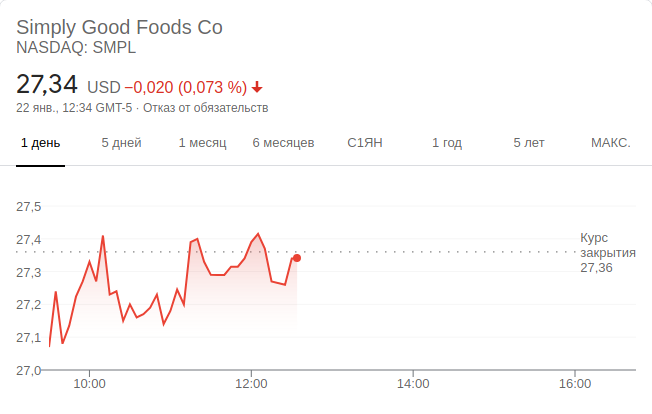 Simply Good Foods Co
NASDAQ: SMPL
27,34 USD −0,020 (0,073 %)
22 янв., 12:34 GMT-5 · Отказ от обязательств
1 день 5 дней 1 месяц 6 месяцев С1ЯН 1 год 5 лет МАКС.
27,5
27,4
27,3
27,2
27,1
27,0
Курс
закрытия
27,36
10:00 12:00 14:00 16:00